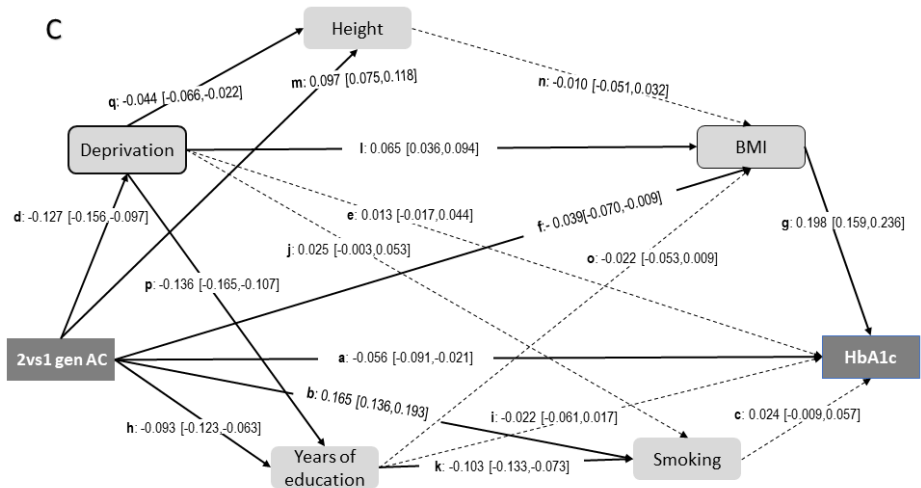 C
Height
q: -0.044 [-0.066,-0.022]
m: 0.097 [0.075,0.118]
n: -0.010 [-0.051,0.032]
Deprivation
l: 0.065 [0.036,0.094]
BMI
d: -0.127 [-0.156,-0.097]
e: 0.013 [-0.017,0.044]
f:- 0.039[-0.070,-0.009]
g: 0.198 [0.159,0.236]
j: 0.025 [-0.003,0.053]
o: -0.022 [-0.053,0.009]
p: -0.136 [-0.165,-0.107]
2vs1 gen AC
a: -0.056 [-0.091,-0.021]
HbA1c
b: 0.165 [0.136,0.193]
i: -0.022 [-0.061,0.017]
c: 0.024 [-0.009,0.057]
h: -0.093 [-0.123,-0.063]
Years of
education
k: -0.103 [-0.133,-0.073]
Smoking